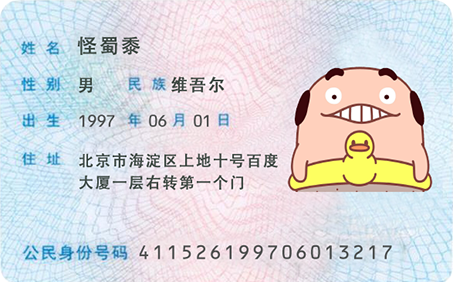 姓名 怪蜀黍
性别 男 民族 维吾尔
出生 1997 年 06 月 01 日
住址 北京市海淀区上地十号百度
大厦一层右转第一个门
公民身份号码 411526199706013217